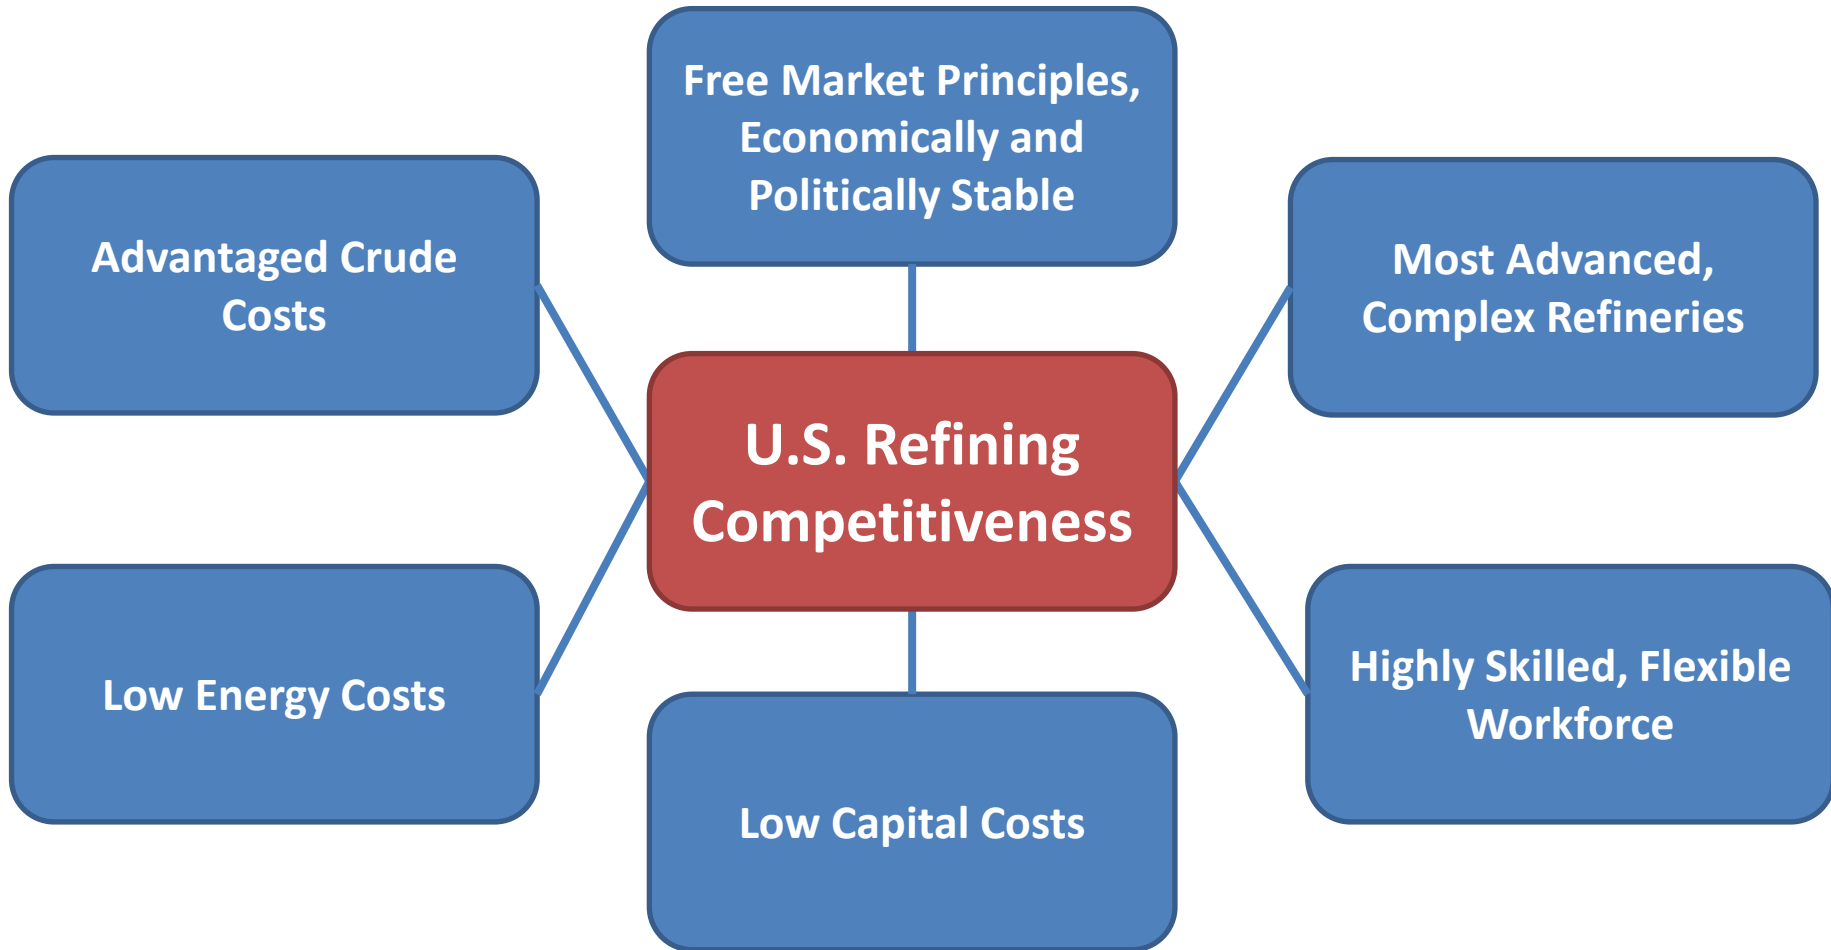 Free Market Principles,
Economically and
Politically Stable
Advantaged Crude
Costs
Most Advanced,
Complex Refineries
U.S. Refining
Competitiveness
Low Energy Costs
Highly Skilled, Flexible
Workforce
Low Capital Costs